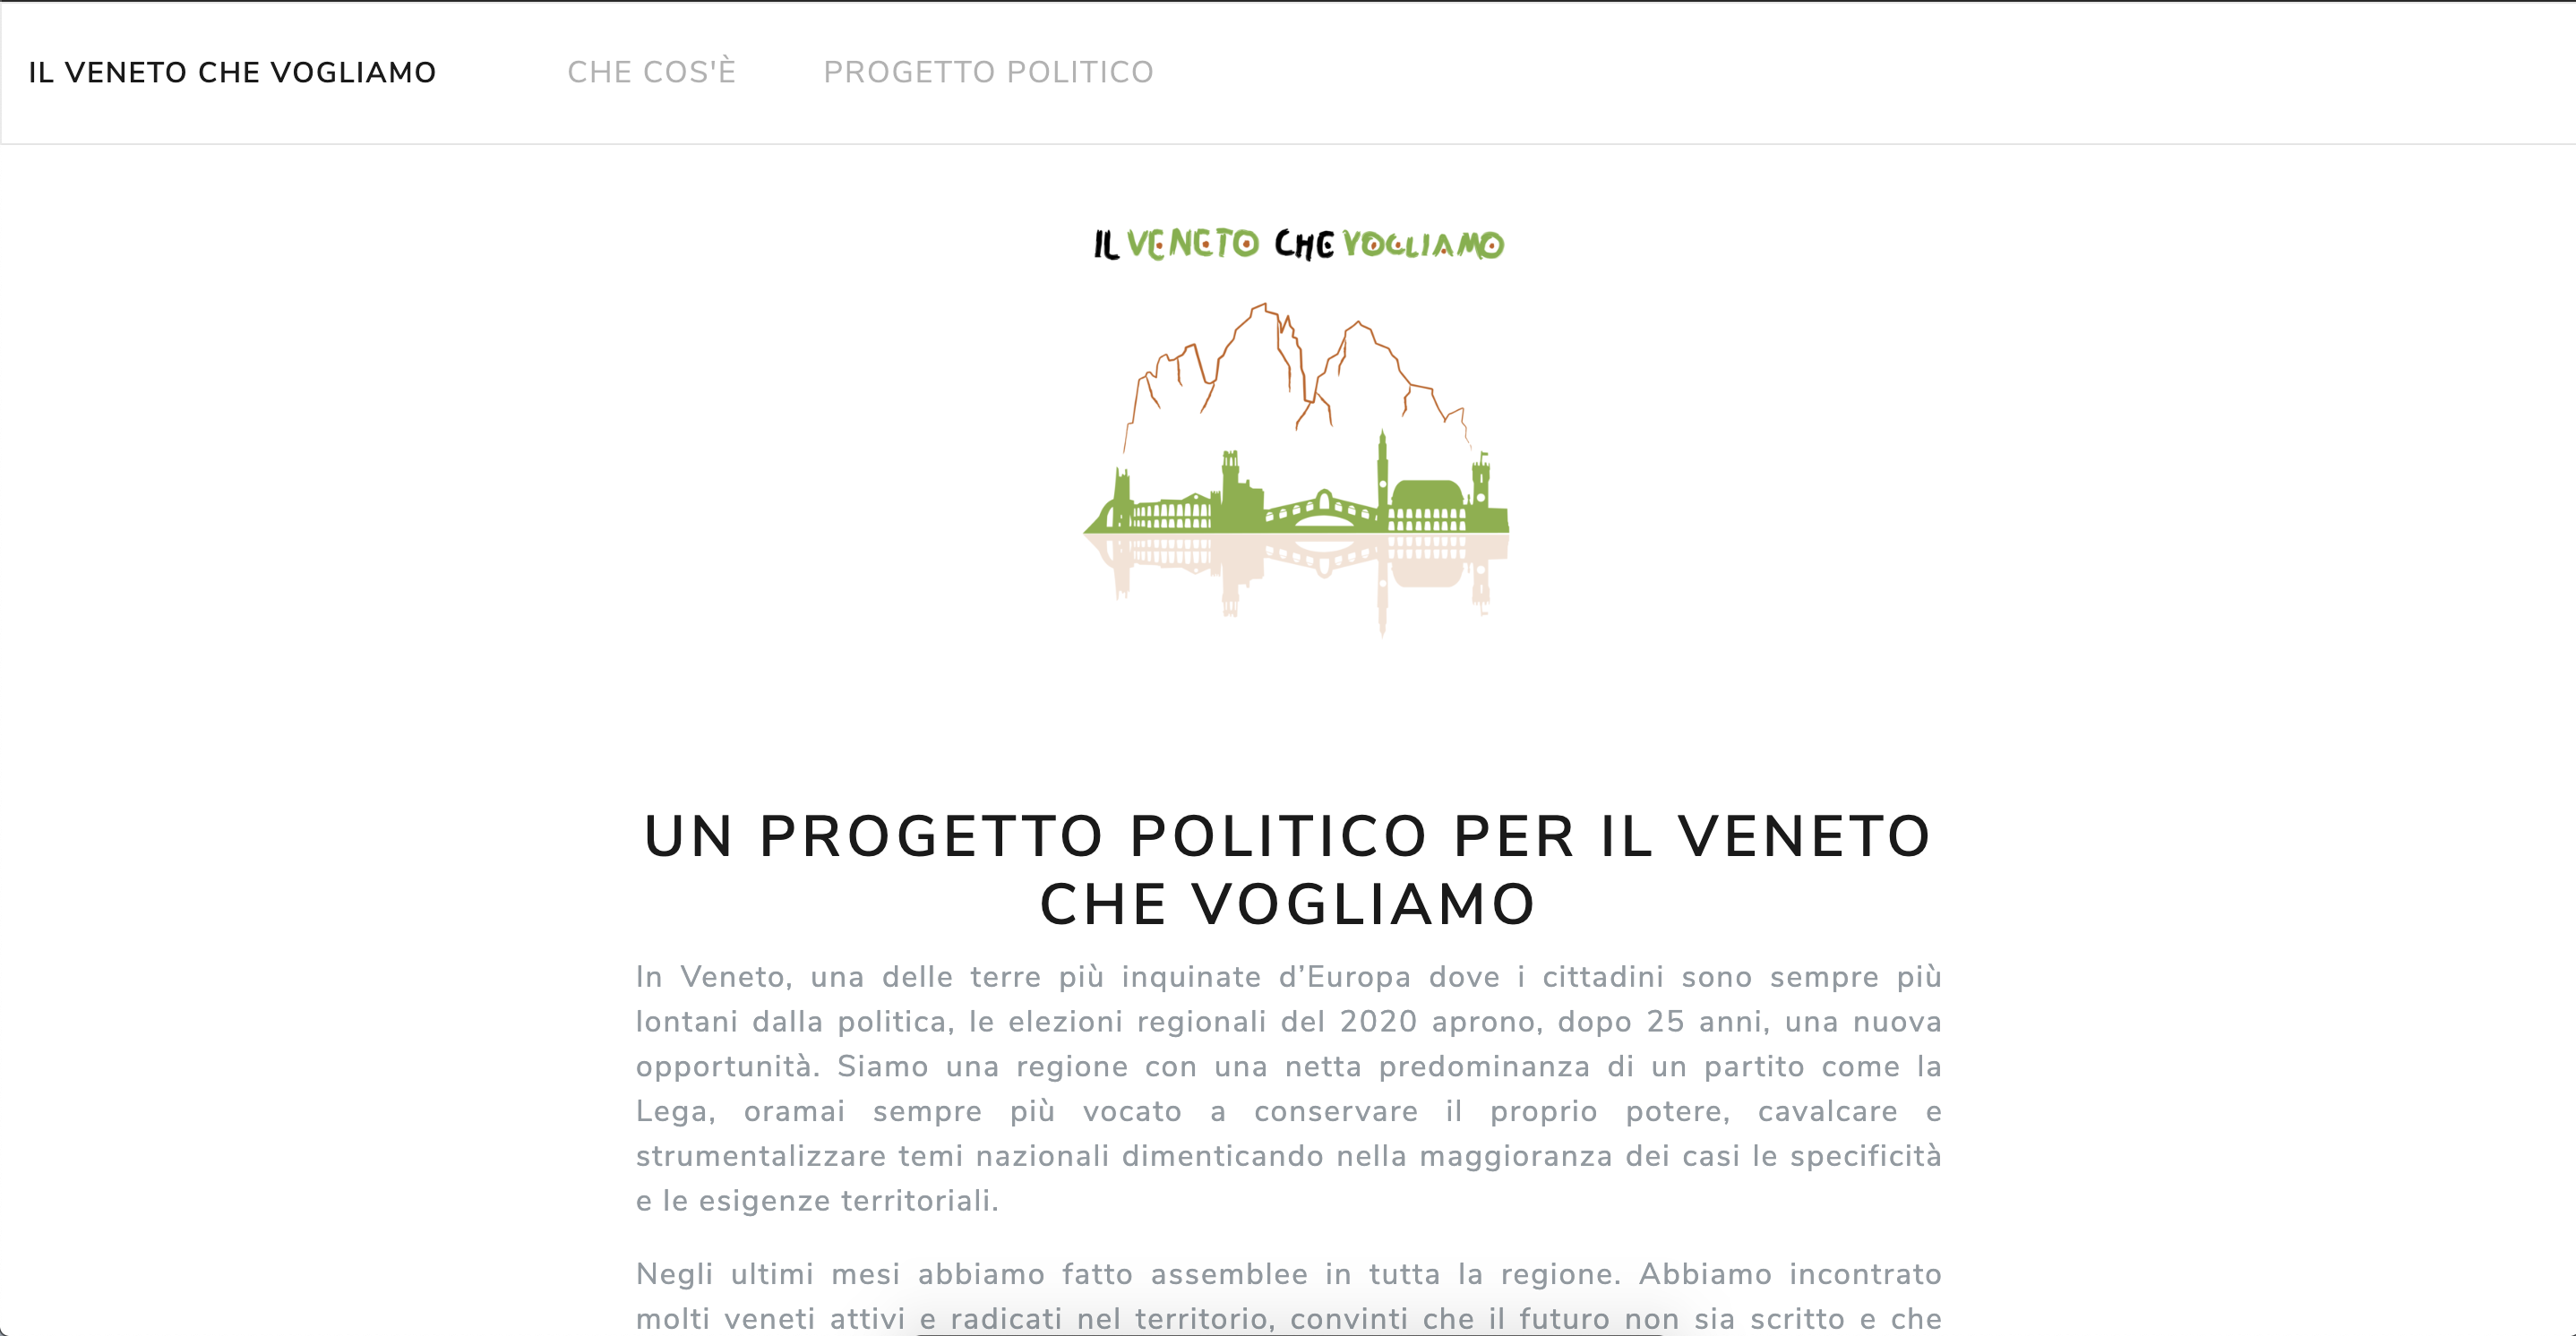 IL VENETO CHE VOGLIAMO CHE COS'È PROGETTO POLITICO
IL VENETO CHE VOGLIAMO
UN PROGETTO POLITICO PER IL VENETO
CHE VOGLIAMO
In Veneto, una delle terre più inquinate d’Europa dove i cittadini sono sempre più
lontani dalla politica, le elezioni regionali del 2020 aprono, dopo 25 anni, una nuova
opportunità. Siamo una regione con una netta predominanza di un partito come la
Lega, oramai sempre più vocato a conservare il proprio potere, cavalcare e
strumentalizzare temi nazionali dimenticando nella maggioranza dei casi le specificità
e le esigenze territoriali.
Negli ultimi mesi abbiamo fatto assemblee in tutta la regione. Abbiamo incontrato
molti veneti attivi e radicati nel territorio, convinti che il futuro non sia scritto e che